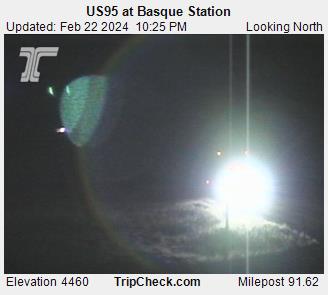 US95 at Basque Station
Updated: Feb 22 2024 10:25 PM Looking North
Elevation 4460 TripCheck.com Milepost 91.62